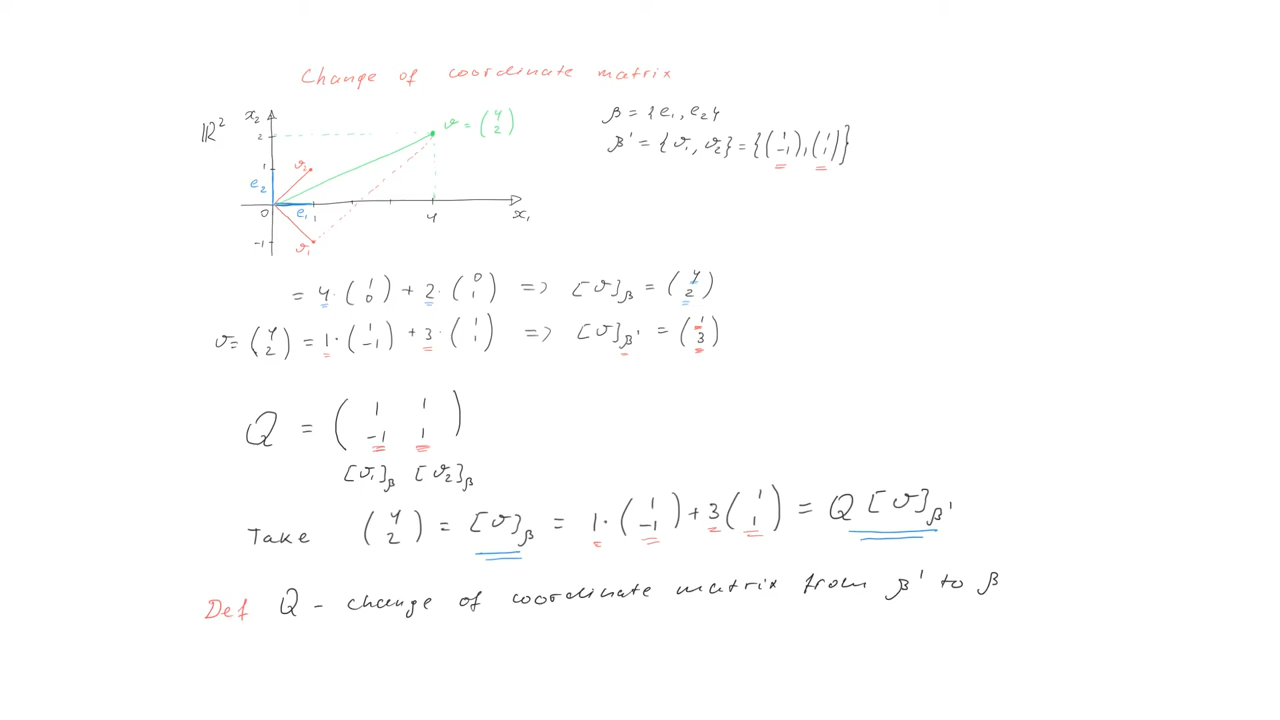 Change of coordinate matrix
ℝ² x₂ 2 1 0 -1 1 4 x₁ e₁ e₂ v₁ v₂ v = (4 2)
β = {e₁, e₂}
β' = {v₁, v₂} = {(1 -1), (1 1)}
= 4·(1 0) + 2·(0 1) => [v]β = (4 2)
v = (4 2) = 1·(1 -1) + 3·(1 1) => [v]β' = (1 3)
Q = (1 1 -1 1)
[v₁]β [v₂]β
Take (4 2) = [v]β = 1·(1 -1) + 3(1 1) = Q [v]β'
Def Q - change of coordinate matrix from β' to β